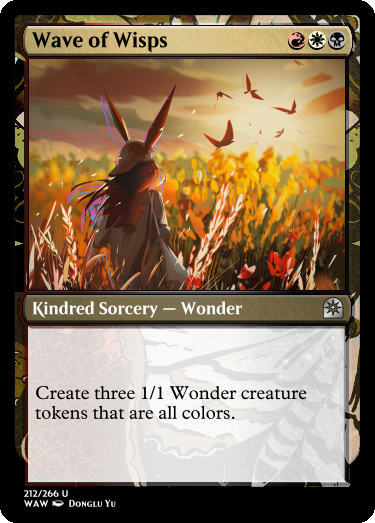 Wave of Wisps
Kindred Sorcery — Wonder
Create three 1/1 Wonder creature
tokens that are all colors.
212/266 U
WAW DONGLU YU